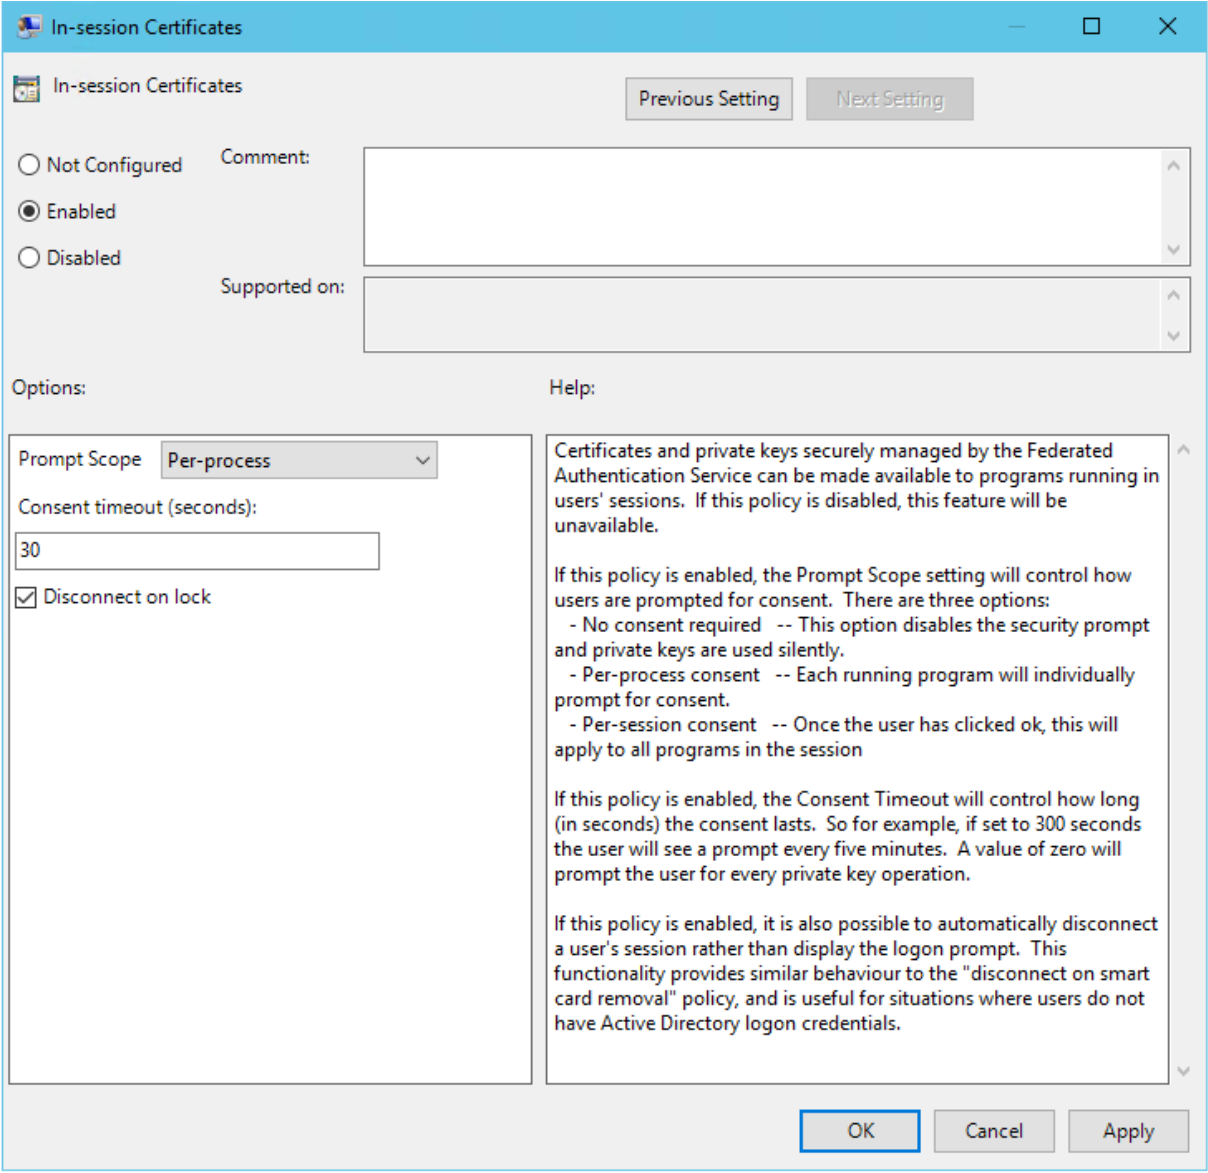 In-session Certificates
In-session Certificates
Previous Setting
Next Setting
Not Configured
Comment:
Enabled
Disabled
Supported on:
Options:
Help:
Prompt Scope
Per-process
Consent timeout (seconds):
30
Disconnect on lock
Certificates and private keys securely managed by the Federated
Authentication Service can be made available to programs running in
users' sessions.  If this policy is disabled, this feature will be
unavailable.
If this policy is enabled, the Prompt Scope setting will control how
users are prompted for consent.  There are three options:
- No consent required   -- This option disables the security prompt
and private keys are used silently.
- Per-process consent   -- Each running program will individually
prompt for consent.
- Per-session consent   -- Once the user has clicked ok, this will
apply to all programs in the session
If this policy is enabled, the Consent Timeout will control how long
(in seconds) the consent lasts.  So for example, if set to 300 seconds
the user will see a prompt every five minutes.  A value of zero will
prompt the user for every private key operation.
If this policy is enabled, it is also possible to automatically disconnect
a user's session rather than display the logon prompt.  This
functionality provides similar behaviour to the "disconnect on smart
card removal" policy, and is useful for situations where users do not
have Active Directory logon credentials.
OK
Cancel
Apply